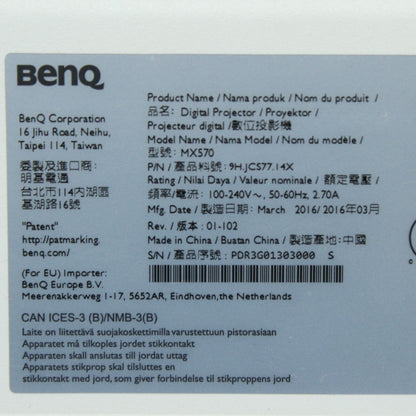 BenQ
BenQ Corporation
16 Jihu Road, Neihu,
Taipei 114, Taiwan
委製及進口商:
明基電通
台北市114內湖區
基湖路16號
"Patent"
http://patmarking.
benq.com/
Product Name / Nama produk / Nom du produit /
品名: Digital Projector / Proyektor /
Projecteur digital /數位投影機
Model Name / Nama Model / Nom du modèle /
型號: MX570
P/N / 產品料號: 9H.JCS77.14X
Rating / Nilai Daya / Valeur nominale / 額定電壓/
頻率/電流: 100-240V⏦, 50-60Hz, 2.70A
Mfg. Date / 製造日期: March 2016/2016年03月
Rev. / 版本: 01-102
Made in China / Buatan China / 製造產地:中國
S/N / 產品序號: PDR3G01303000 S
(For EU) Importer:
BenQ Europe B.V.
Meerenakkerweg 1-17, 5652AR, Eindhoven,the Netherlands
CAN ICES-3 (B)/NMB-3(B)
Laite on liitettävä suojakoskettimilla varustettuun pistorasiaan
Apparatet må tilkoples jordet stikkontakt
Apparaten skall anslutas till jordat uttag
Apparatets stikprop skal tilsluttes en
stikkontakt med jord, som giver forbindelse til stikproppens jord